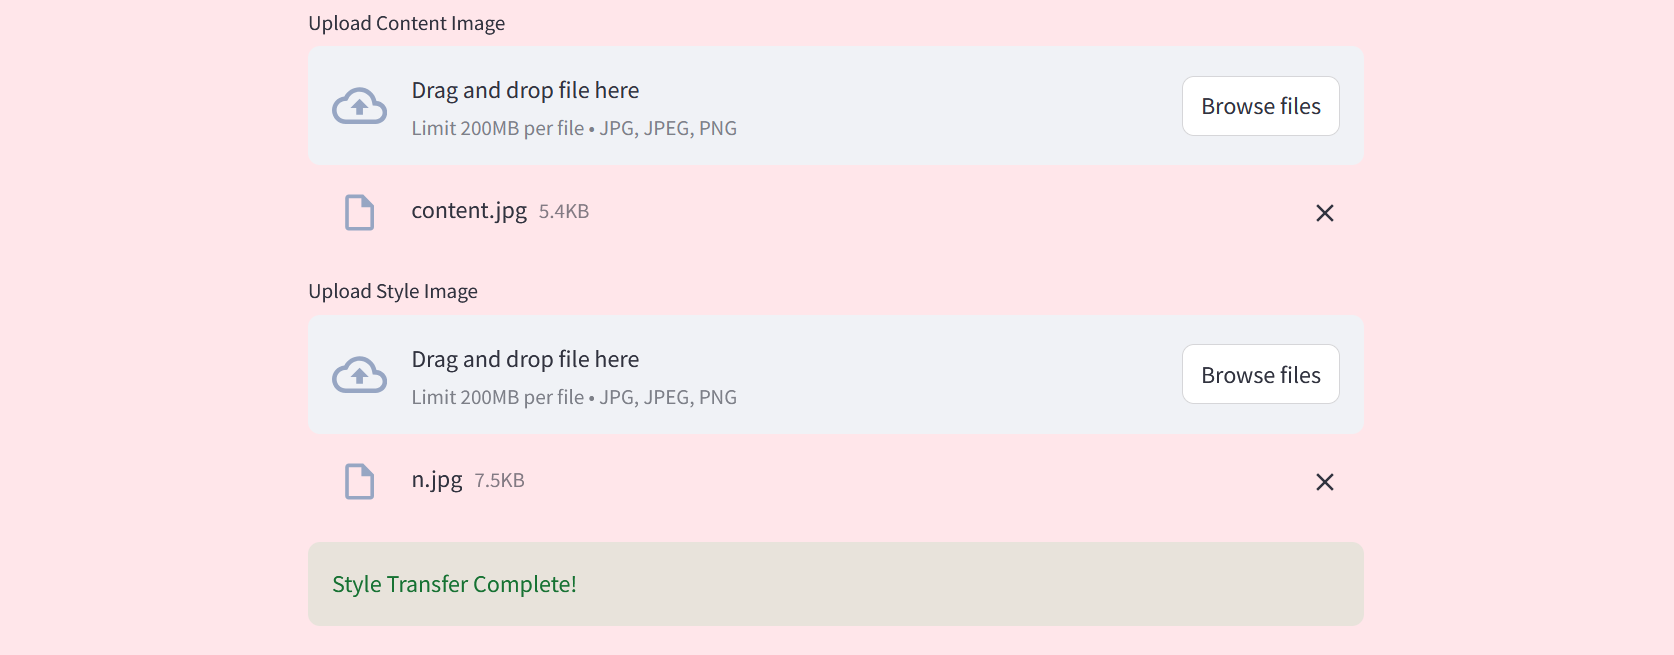 Upload Content Image
Drag and drop file here
Limit 200MB per file • JPG, JPEG, PNG
Browse files
content.jpg 5.4KB
Upload Style Image
Drag and drop file here
Limit 200MB per file • JPG, JPEG, PNG
Browse files
n.jpg 7.5KB
Style Transfer Complete!